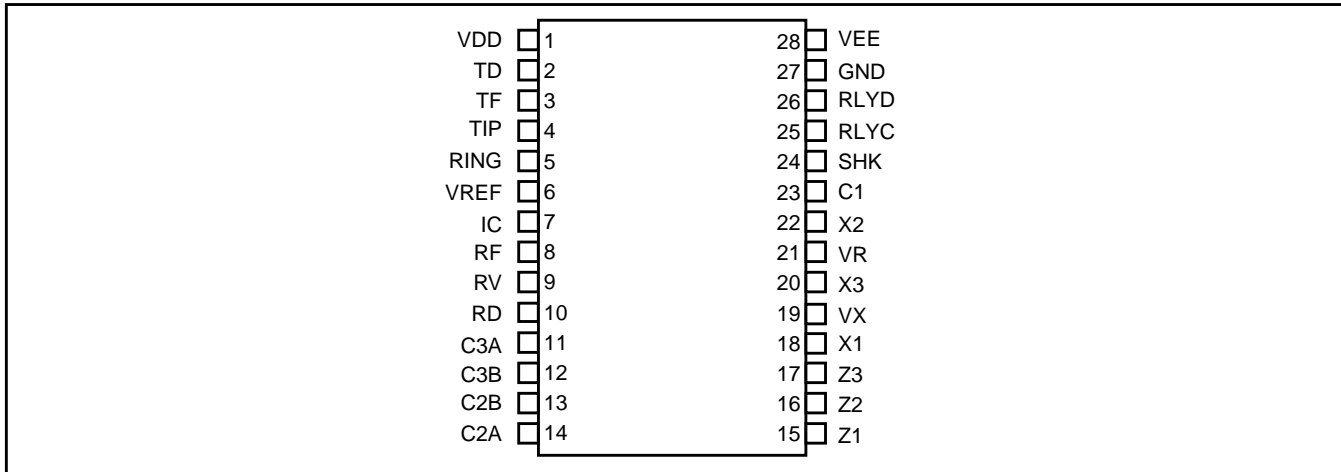 VDD 1 28 VEE
TD 2 27 GND
TF 3 26 RLYD
TIP 4 25 RLYC
RING 5 24 SHK
VREF 6 23 C1
IC 7 22 X2
RF 8 21 VR
RV 9 20 X3
RD 10 19 VX
C3A 11 18 X1
C3B 12 17 Z3
C2B 13 16 Z2
C2A 14 15 Z1